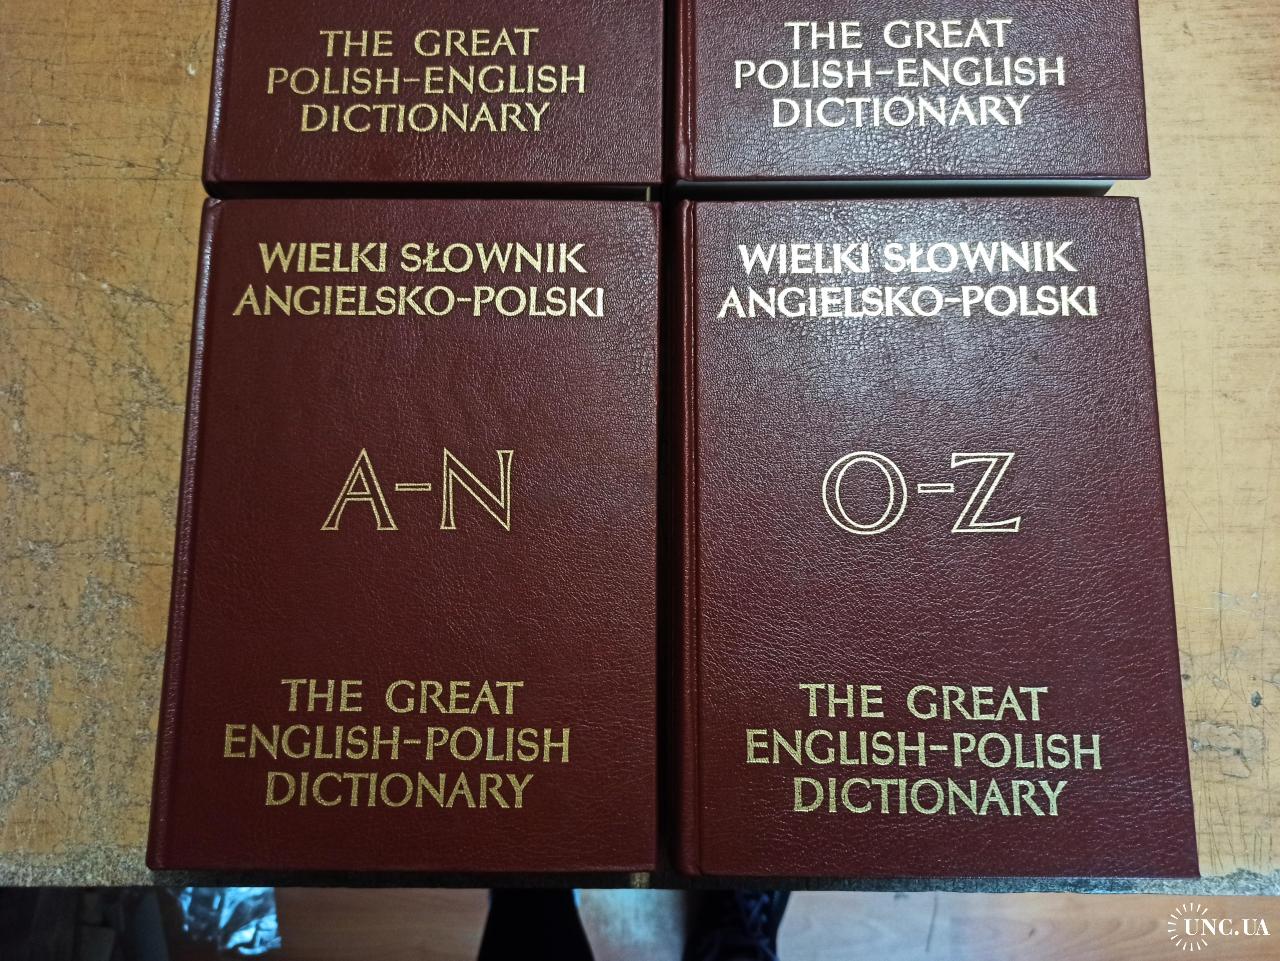 THE GREAT
POLISH-ENGLISH
DICTIONARY
THE GREAT
POLISH-ENGLISH
DICTIONARY
WIELKI SŁOWNIK
ANGIELSKO-POLSKI
A-N
THE GREAT
ENGLISH-POLISH
DICTIONARY
WIELKI SŁOWNIK
ANGIELSKO-POLSKI
O-Z
THE GREAT
ENGLISH-POLISH
DICTIONARY
UNC.UA